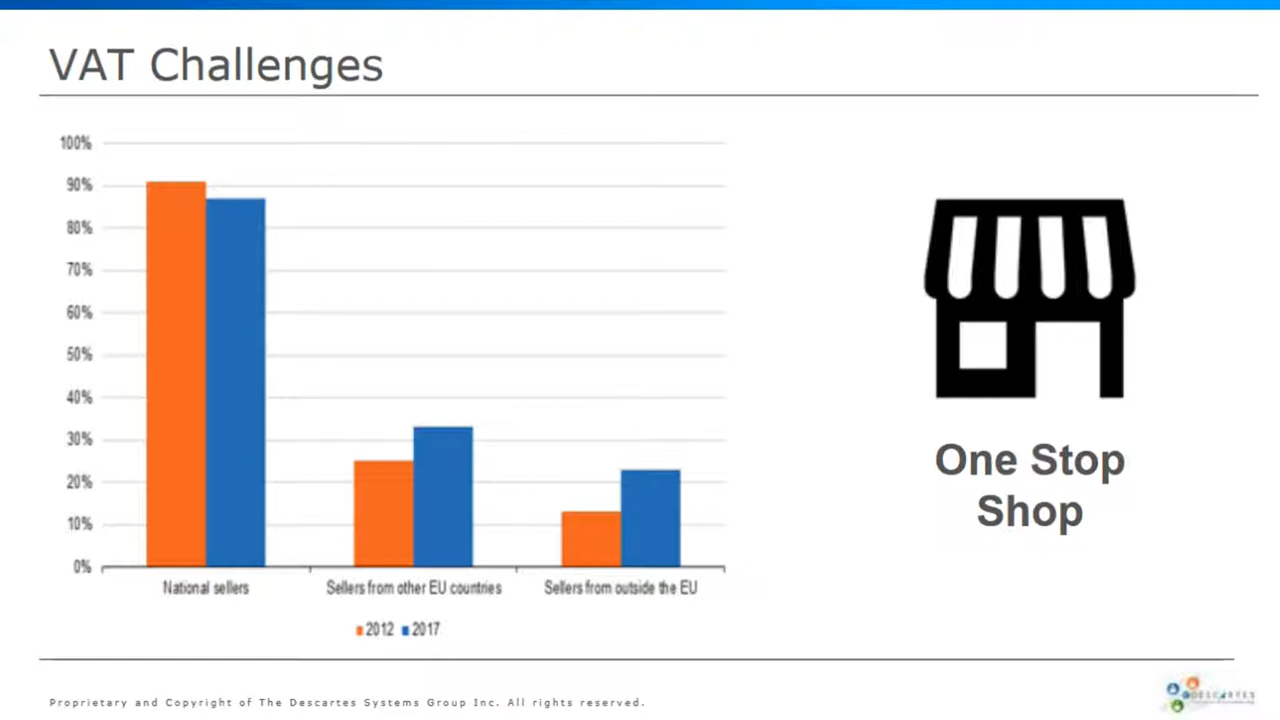 VAT Challenges
100%
90%
80%
70%
60%
50%
40%
30%
20%
10%
0%
National sellers
Sellers from other EU countries
Sellers from outside the EU
2012 2017
One Stop
Shop
Proprietary and Copyright of The Descartes Systems Group Inc. All rights reserved.
DESCARTES